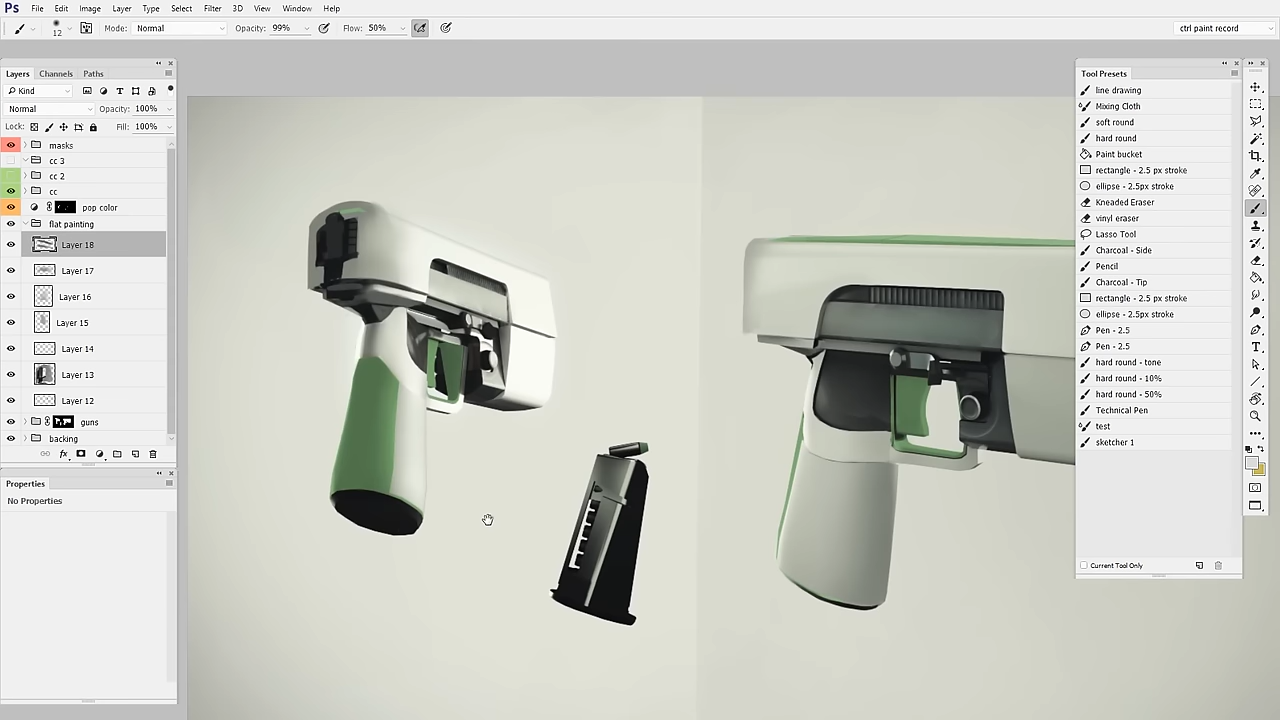 Ps File Edit Image Layer Type Select Filter 3D View Window Help
12 Mode: Normal Opacity: 99% Flow: 50% ctrl paint record
Layers Channels Paths
Kind
Normal Opacity: 100%
Lock: Fill: 100%
masks
cc 3
cc 2
cc
pop color
flat painting
Layer 18
Layer 17
Layer 16
Layer 15
Layer 14
Layer 13
Layer 12
guns
backing
fx
Properties
No Properties
Tool Presets
line drawing
Mixing Cloth
soft round
hard round
Paint bucket
rectangle - 2.5 px stroke
ellipse - 2.5px stroke
Kneaded Eraser
vinyl eraser
Lasso Tool
Charcoal - Side
Pencil
Charcoal - Tip
rectangle - 2.5 px stroke
ellipse - 2.5 px stroke
Pen - 2.5
Pen - 2.5
hard round - tone
hard round - 10%
hard round - 50%
Technical Pen
test
sketcher 1
Current Tool Only